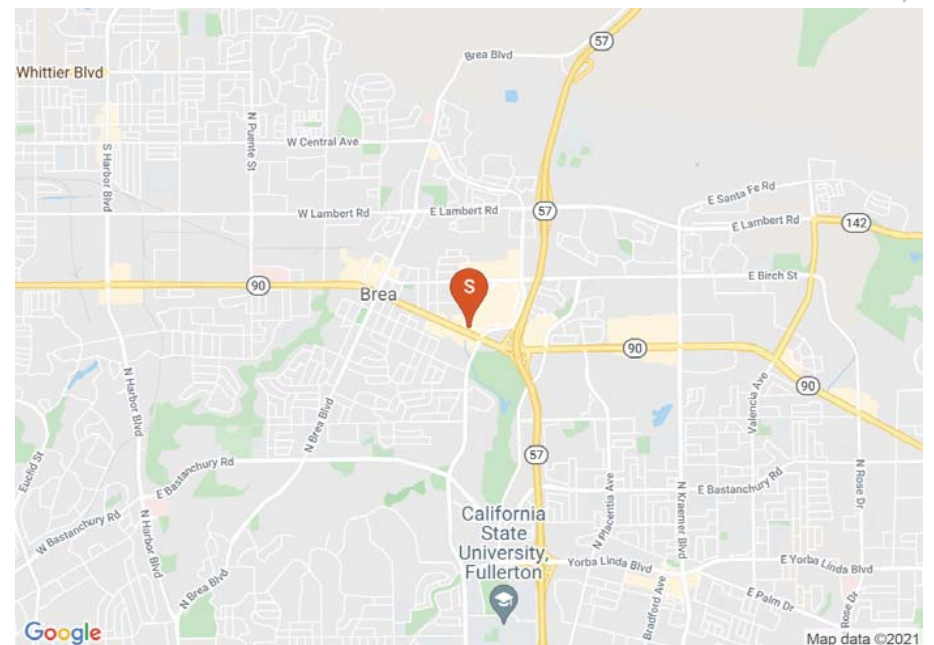 57
Brea Blvd
Whittier Blvd
N Puente St
W Central Ave
S Harbor Blvd
E Santa Fe Rd
W Lambert Rd
E Lambert Rd
57
E Lambert Rd
142
E Birch St
90
Brea
S
90
90
N Harbor Blvd
N Brea Blvd
Valencia Ave
57
Euclid St
E Bastanchury Rd
N Placentia Ave
N Kraemer Blvd
E Bastanchury Rd
N Rose Dr
W Bastanchury Rd
N Harbor Blvd
California
State
University,
Fullerton
Yorba Linda Blvd
E Yorba Linda Blvd
N Brea Blvd
Bradford Ave
E Palm Dr
Rose Dr
Google
Map data ©2021